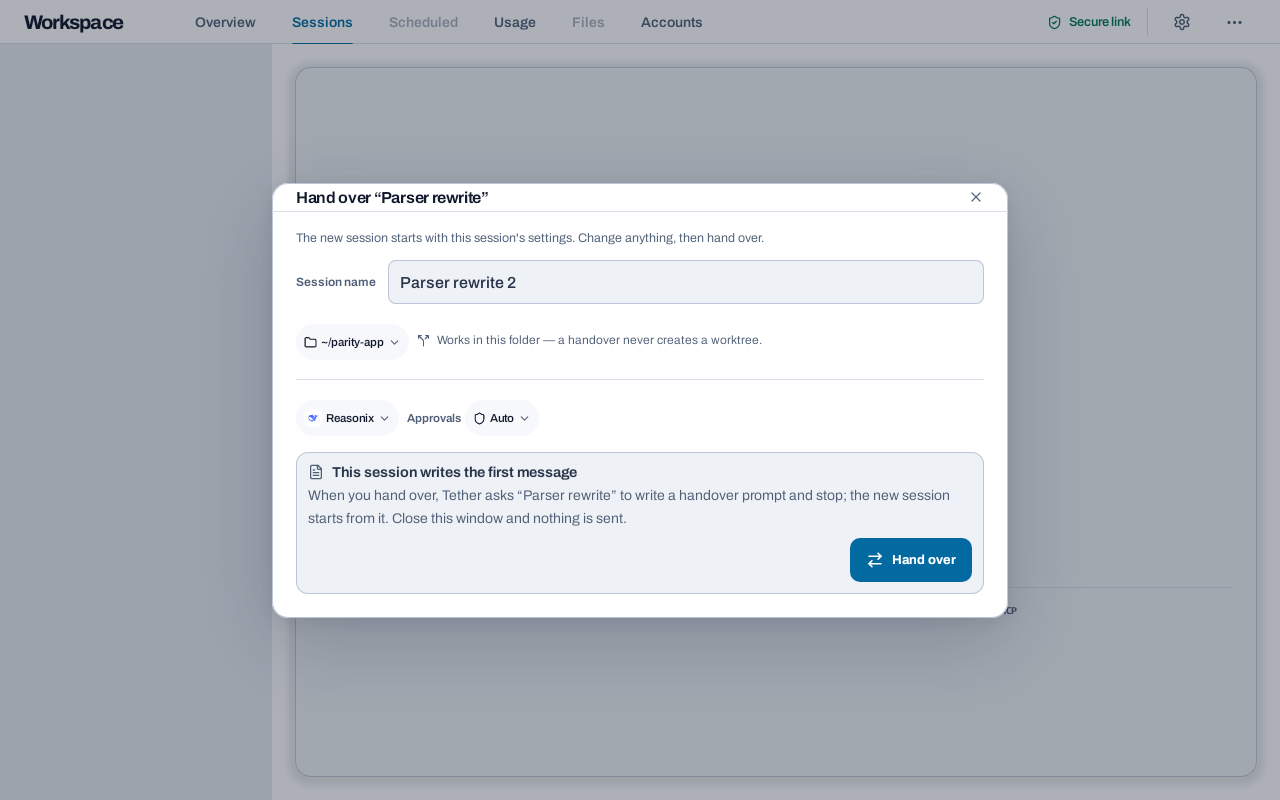 Workspace
Overview
Sessions
Scheduled
Usage
Files
Accounts
Secure link
Hand over “Parser rewrite”
The new session starts with this session's settings. Change anything, then hand over.
Session name
Parser rewrite 2
~/parity-app
Works in this folder — a handover never creates a worktree.
Reasonix
Approvals
Auto
This session writes the first message
When you hand over, Tether asks “Parser rewrite” to write a handover prompt and stop; the new session
starts from it. Close this window and nothing is sent.
Hand over